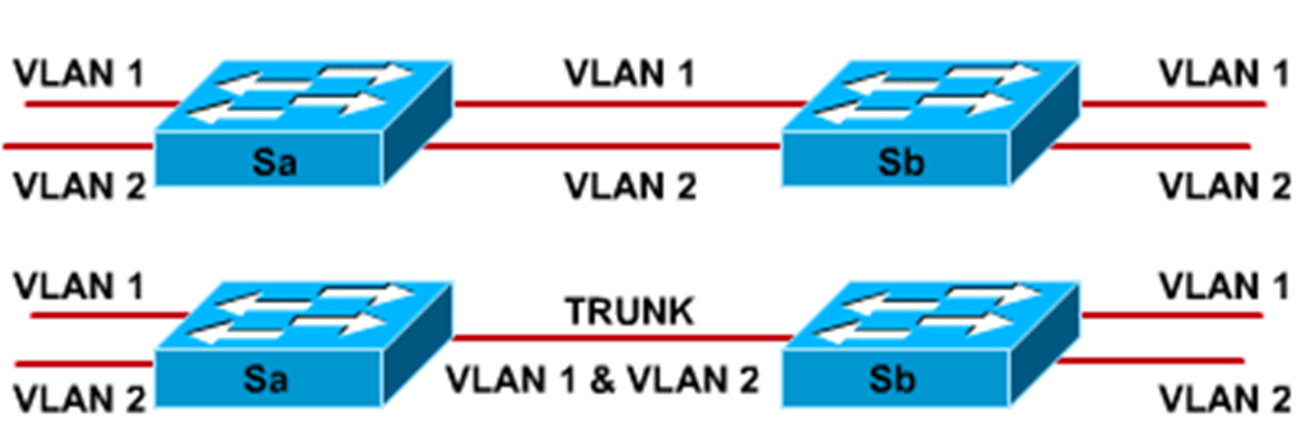 VLAN 1 VLAN 1 VLAN 1
Sa Sb
VLAN 2 VLAN 2 VLAN 2
VLAN 1 TRUNK VLAN 1
Sa VLAN 1 & VLAN 2 Sb
VLAN 2 VLAN 2